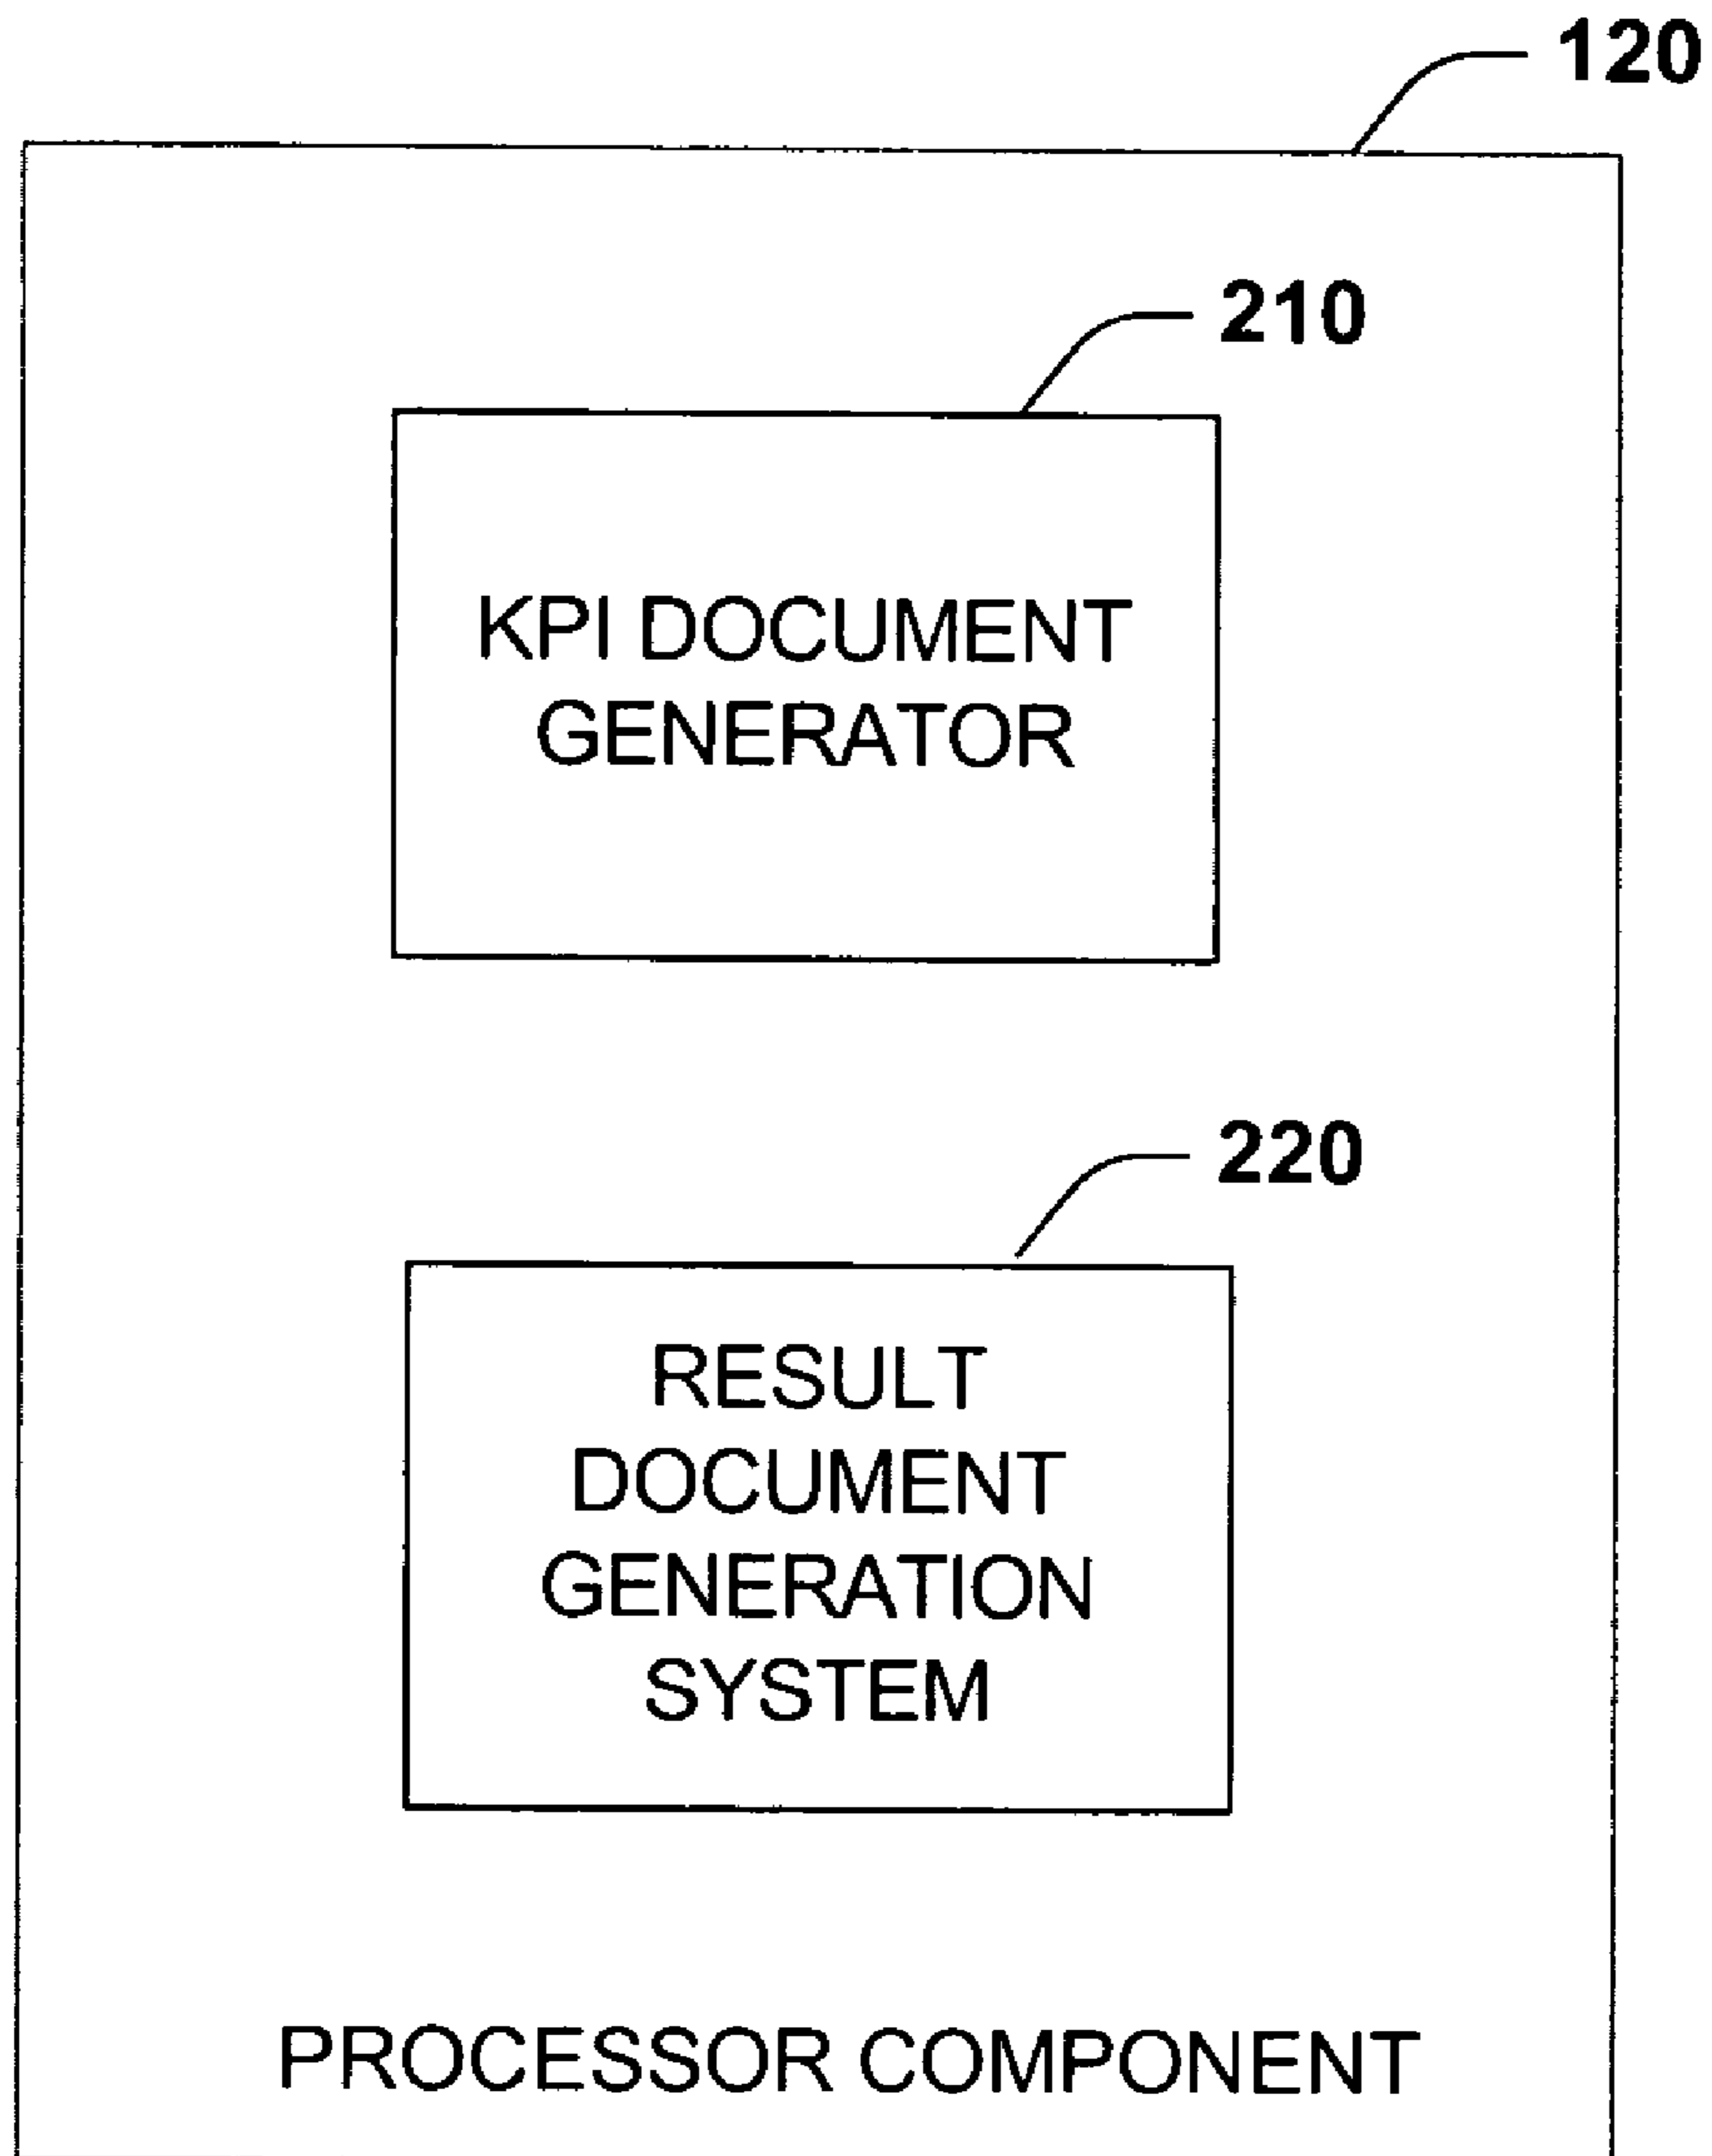 120
210
KPI DOCUMENT
GENERATOR
220
RESULT
DOCUMENT
GENERATION
SYSTEM
PROCESSOR COMPONENT